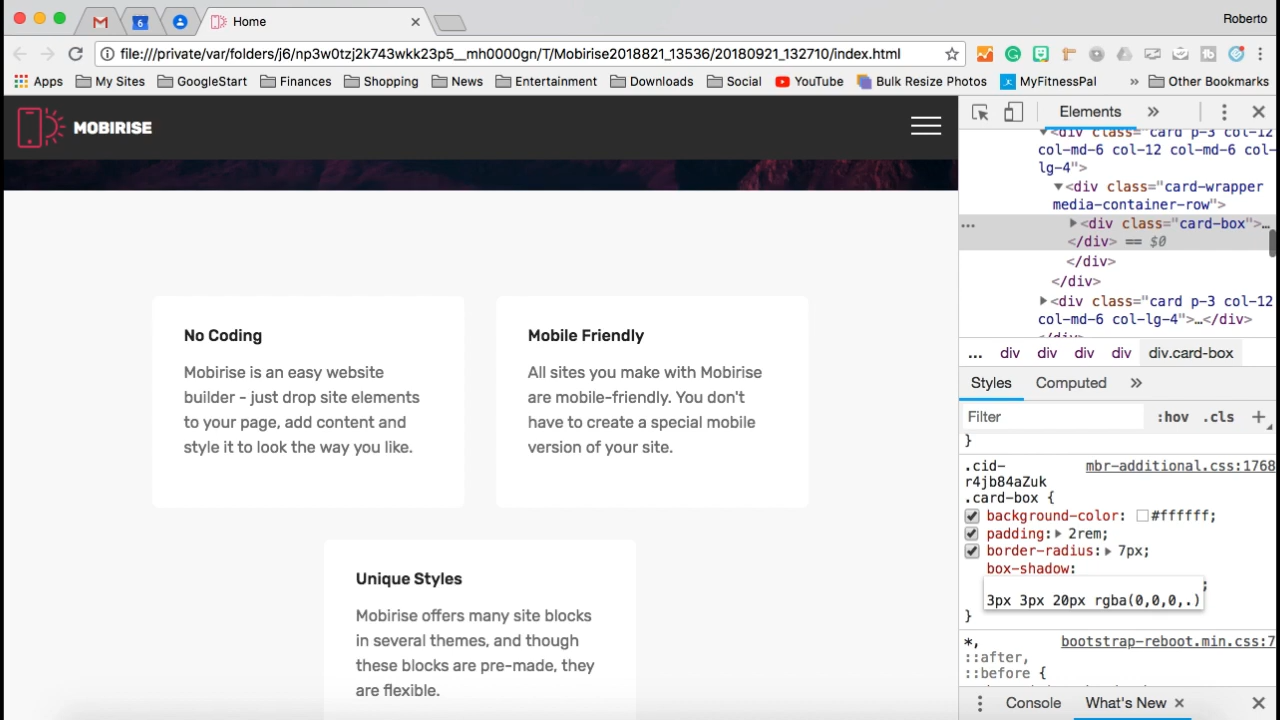 Home
Roberto
6
file:///private/var/folders/j6/np3w0tzj2k743wkk23p5__mh0000gn/T/Mobirise2018821_13536/20180921_132710/index.html
Apps My Sites GoogleStart Finances Shopping News Entertainment Downloads Social YouTube Bulk Resize Photos MyFitnessPal » Other Bookmarks
MOBIRISE
No Coding
Mobirise is an easy website
builder - just drop site elements
to your page, add content and
style it to look the way you like.
Mobile Friendly
All sites you make with Mobirise
are mobile-friendly. You don't
have to create a special mobile
version of your site.
Unique Styles
Mobirise offers many site blocks
in several themes, and though
these blocks are pre-made, they
are flexible.
Elements »
▼<div class="card p-3 col-12
col-md-6 col-12 col-md-6 col-
lg-4">
▼<div class="card-wrapper
media-container-row">
... ▶<div class="card-box">…
</div> == $0
</div>
</div>
▶<div class="card p-3 col-12
col-md-6 col-lg-4">…</div>
</div>
... div div div div div.card-box
Styles Computed »
Filter :hov .cls +
}
.cid- mbr-additional.css:1768
r4jb84aZuk
.card-box {
background-color: #ffffff;
padding:▶ 2rem;
border-radius:▶ 7px;
box-shadow:
3px 3px 20px rgba(0,0,0,.);
}
*, bootstrap-reboot.min.css:7
::after,
::before {
Console What's New ×